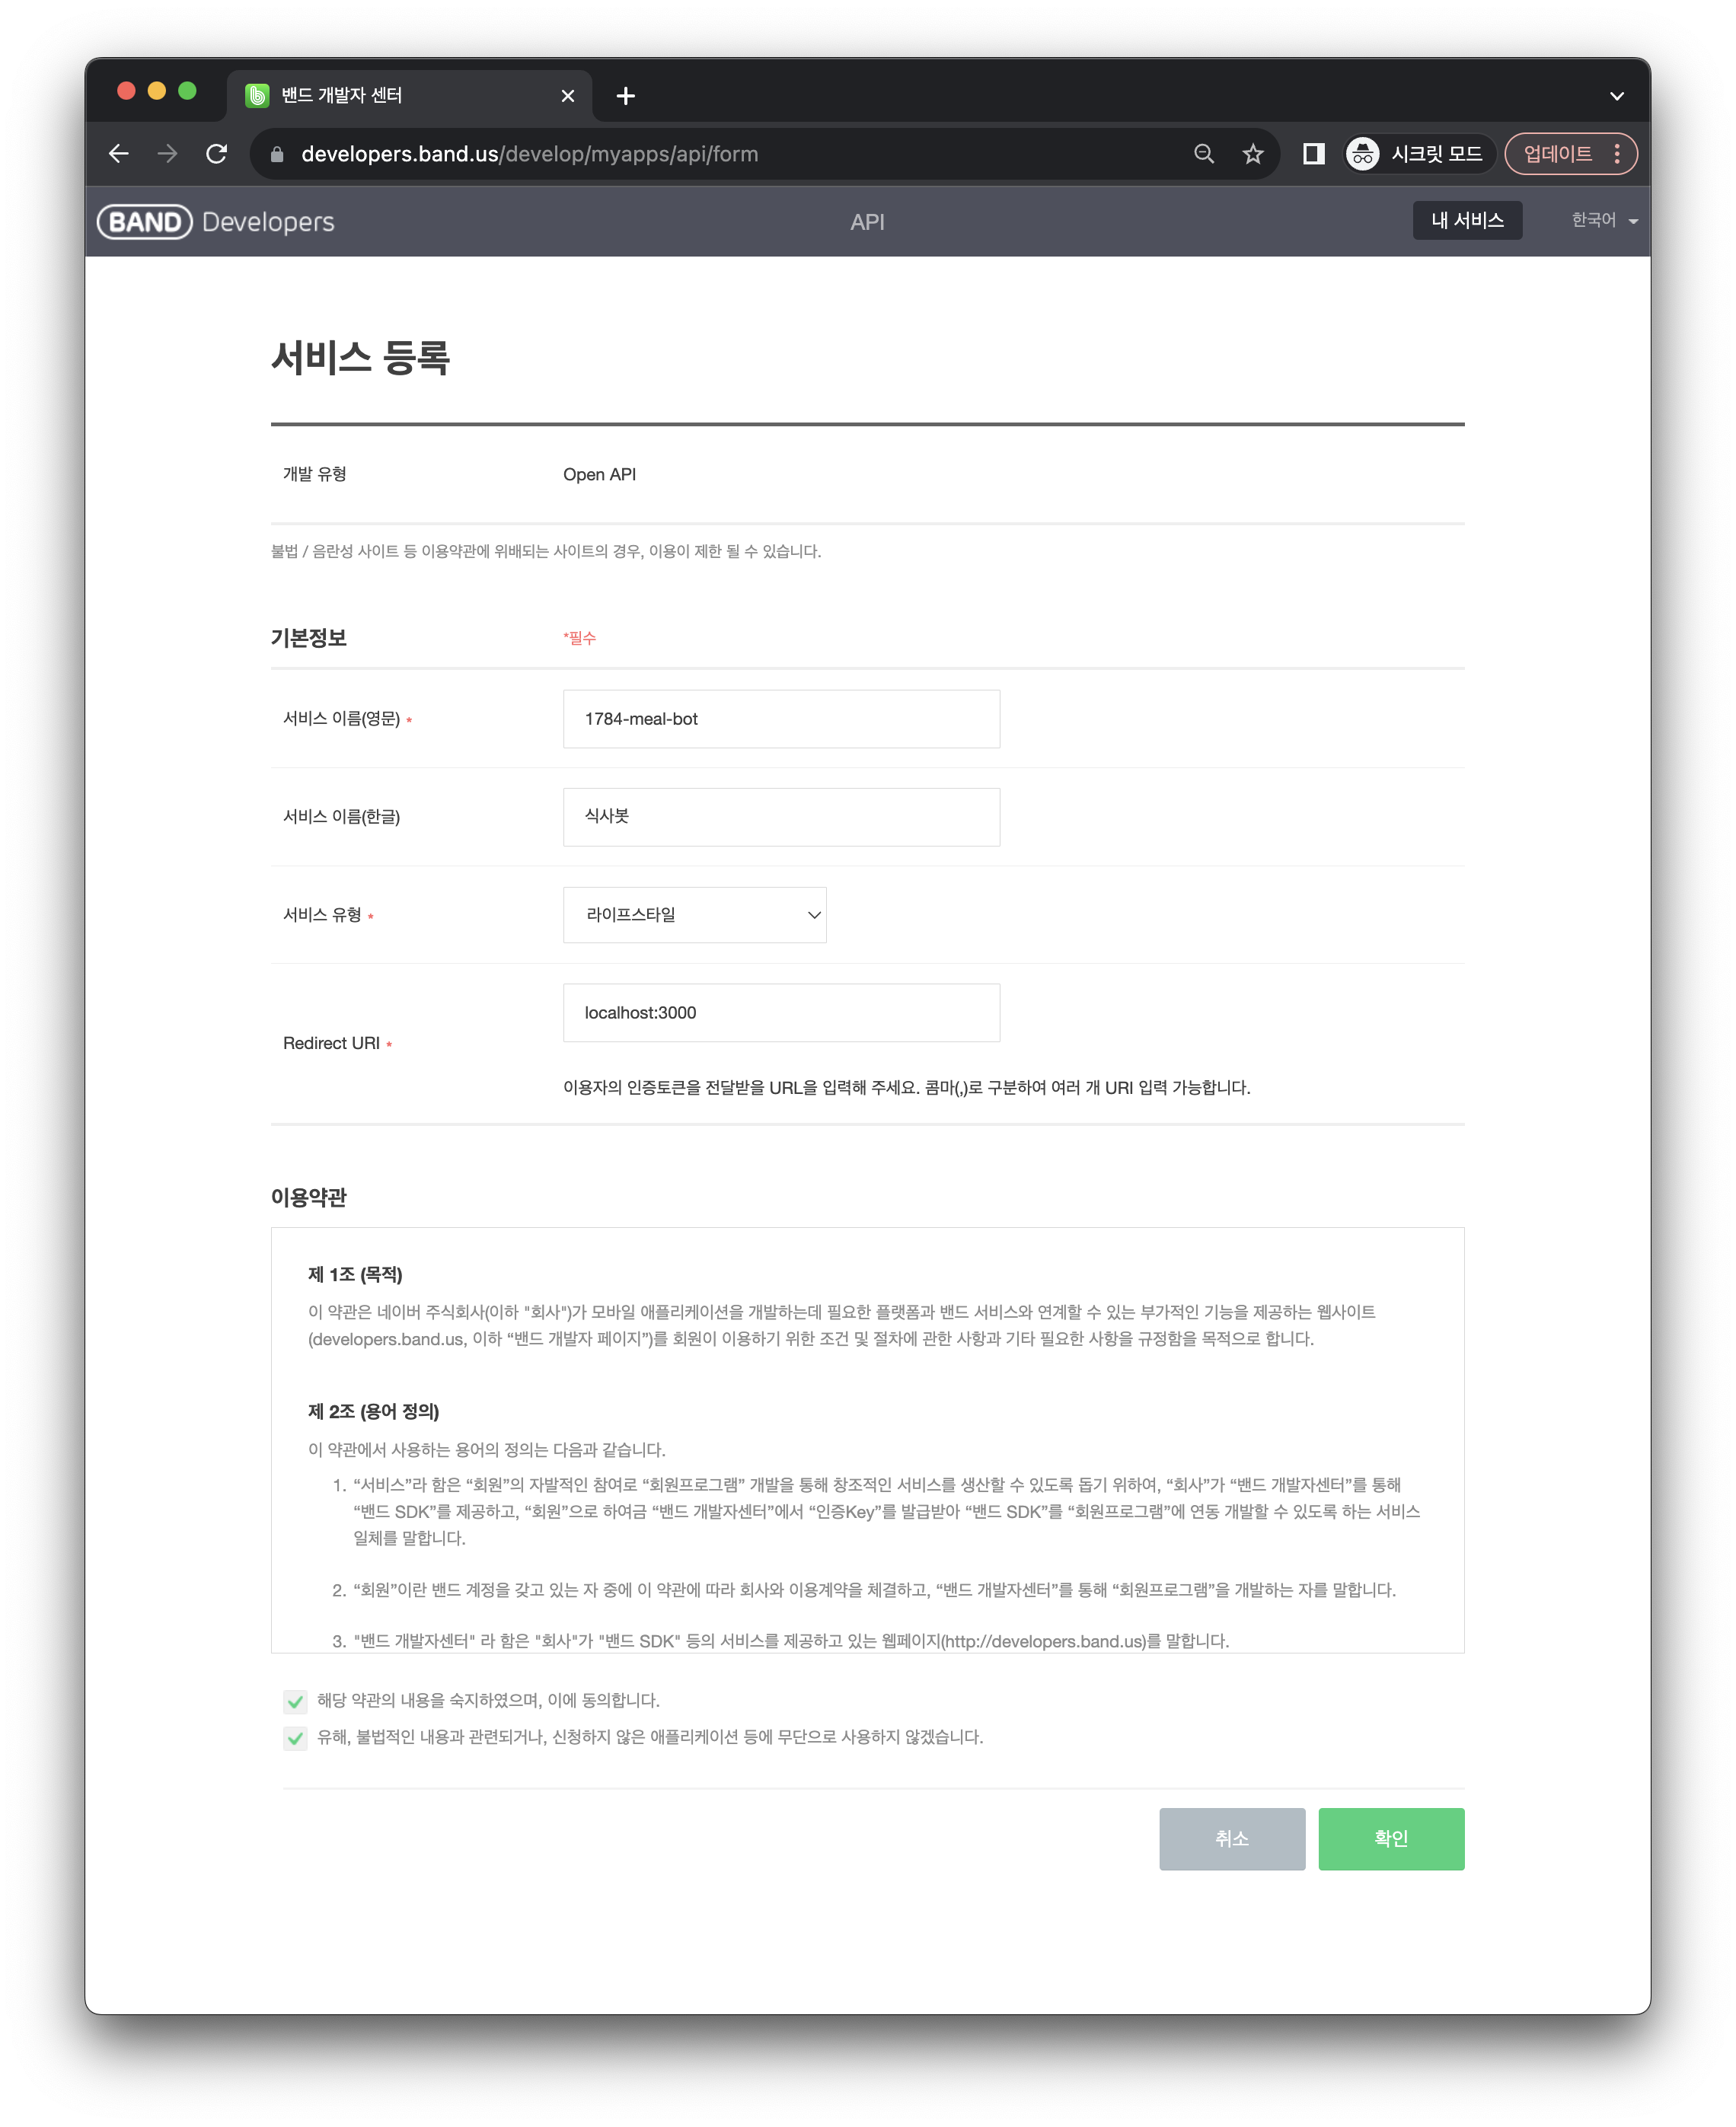 밴드 개발자 센터
developers.band.us/develop/myapps/api/form
시크릿 모드
업데이트
BAND Developers
API
내 서비스
한국어
서비스 등록
개발 유형
Open API
불법 / 음란성 사이트 등 이용약관에 위배되는 사이트의 경우, 이용이 제한 될 수 있습니다.
기본정보
*필수
서비스 이름(영문) *
1784-meal-bot
서비스 이름(한글)
식사봇
서비스 유형 *
라이프스타일
Redirect URI *
localhost:3000
이용자의 인증토큰을 전달받을 URL을 입력해 주세요. 콤마(,)로 구분하여 여러 개 URI 입력 가능합니다.
이용약관
제 1조 (목적)
이 약관은 네이버 주식회사(이하 "회사")가 모바일 애플리케이션을 개발하는데 필요한 플랫폼과 밴드 서비스와 연계할 수 있는 부가적인 기능을 제공하는 웹사이트
(developers.band.us, 이하 “밴드 개발자 페이지”)를 회원이 이용하기 위한 조건 및 절차에 관한 사항과 기타 필요한 사항을 규정함을 목적으로 합니다.
제 2조 (용어 정의)
이 약관에서 사용하는 용어의 정의는 다음과 같습니다.
1. “서비스”라 함은 “회원”의 자발적인 참여로 “회원프로그램” 개발을 통해 창조적인 서비스를 생산할 수 있도록 돕기 위하여, “회사”가 “밴드 개발자센터”를 통해
“밴드 SDK”를 제공하고, “회원”으로 하여금 “밴드 개발자센터”에서 “인증Key”를 발급받아 “밴드 SDK”를 “회원프로그램”에 연동 개발할 수 있도록 하는 서비스
일체를 말합니다.
2. “회원”이란 밴드 계정을 갖고 있는 자 중에 이 약관에 따라 회사와 이용계약을 체결하고, “밴드 개발자센터”를 통해 “회원프로그램”을 개발하는 자를 말합니다.
3. "밴드 개발자센터" 라 함은 "회사"가 "밴드 SDK" 등의 서비스를 제공하고 있는 웹페이지(http://developers.band.us)를 말합니다.
해당 약관의 내용을 숙지하였으며, 이에 동의합니다.
유해, 불법적인 내용과 관련되거나, 신청하지 않은 애플리케이션 등에 무단으로 사용하지 않겠습니다.
취소
확인